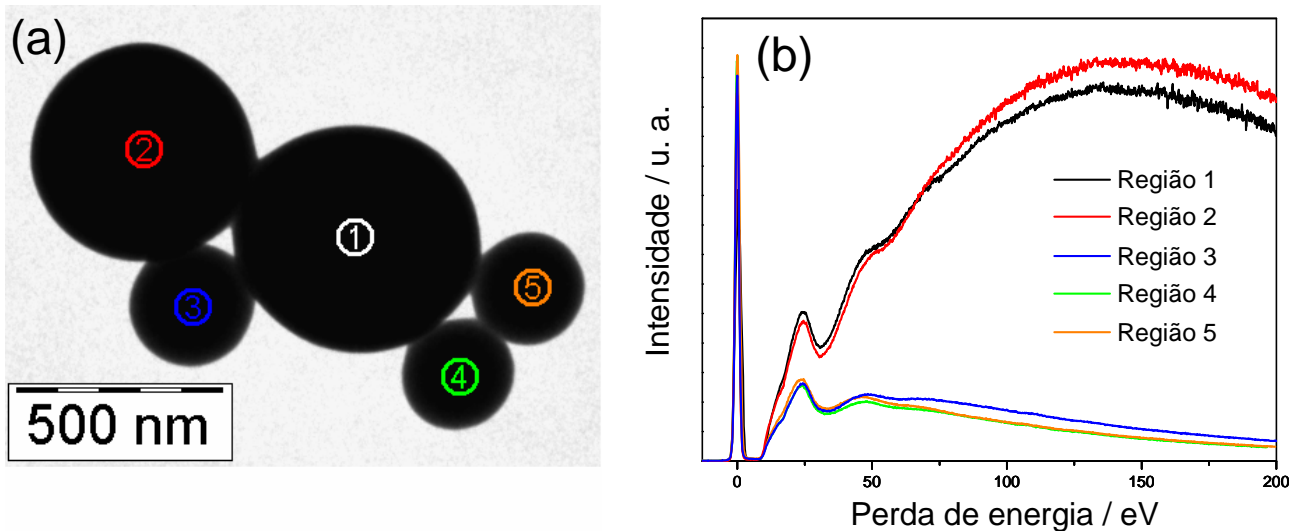 (a)
2
1
3
5
4
500 nm
(b)
Intensidade / u. a.
Região 1
Região 2
Região 3
Região 4
Região 5
0
50
100
150
200
Perda de energia / eV